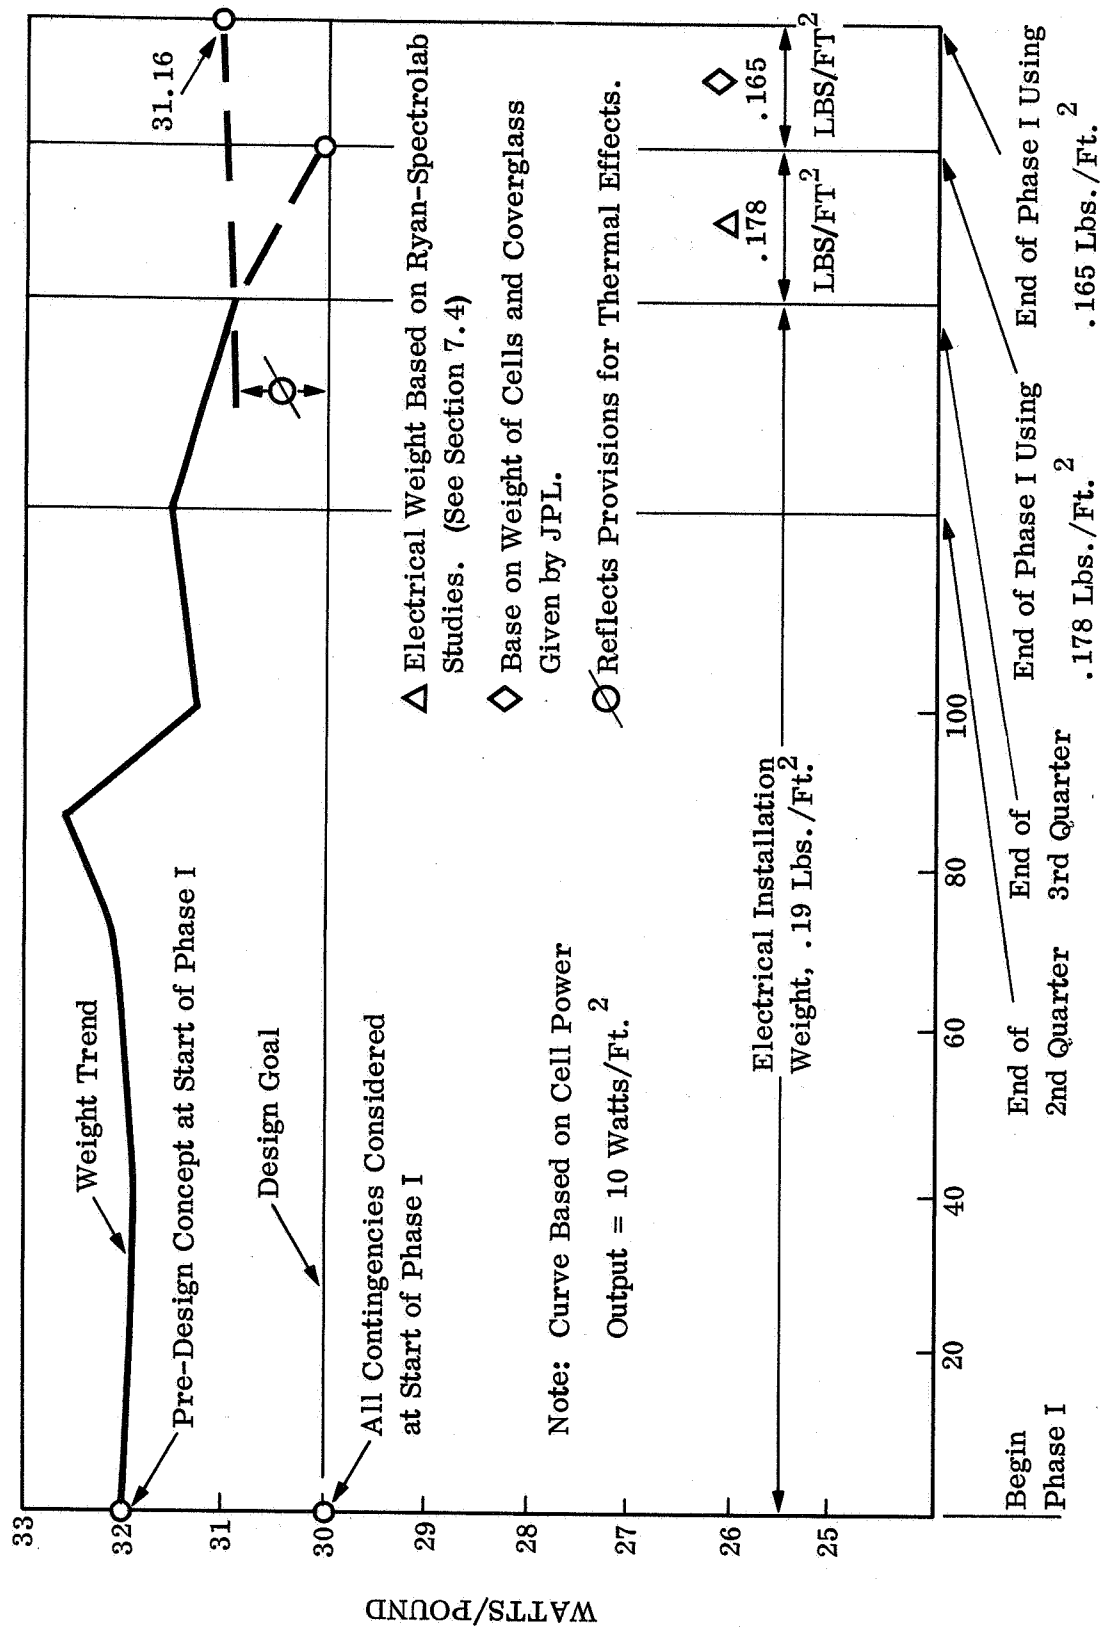 WATTS/POUND
33
32
31
30
29
28
27
26
25
Weight Trend
Pre-Design Concept at Start of Phase I
Design Goal
All Contingencies Considered
at Start of Phase I
Note: Curve Based on Cell Power
Output = 10 Watts/Ft.²
31.16
△ Electrical Weight Based on Ryan-Spectrolab
Studies. (See Section 7.4)
◇ Base on Weight of Cells and Coverglass
Given by JPL.
⌀ Reflects Provisions for Thermal Effects.
Electrical Installation
Weight, .19 Lbs./Ft.²
△
.178
LBS/FT²
◇
.165
LBS/FT²
20
40
60
80
100
Begin
Phase I
End of
2nd Quarter
End of
3rd Quarter
End of Phase I Using
.178 Lbs./Ft.²
End of Phase I Using
.165 Lbs./Ft.²